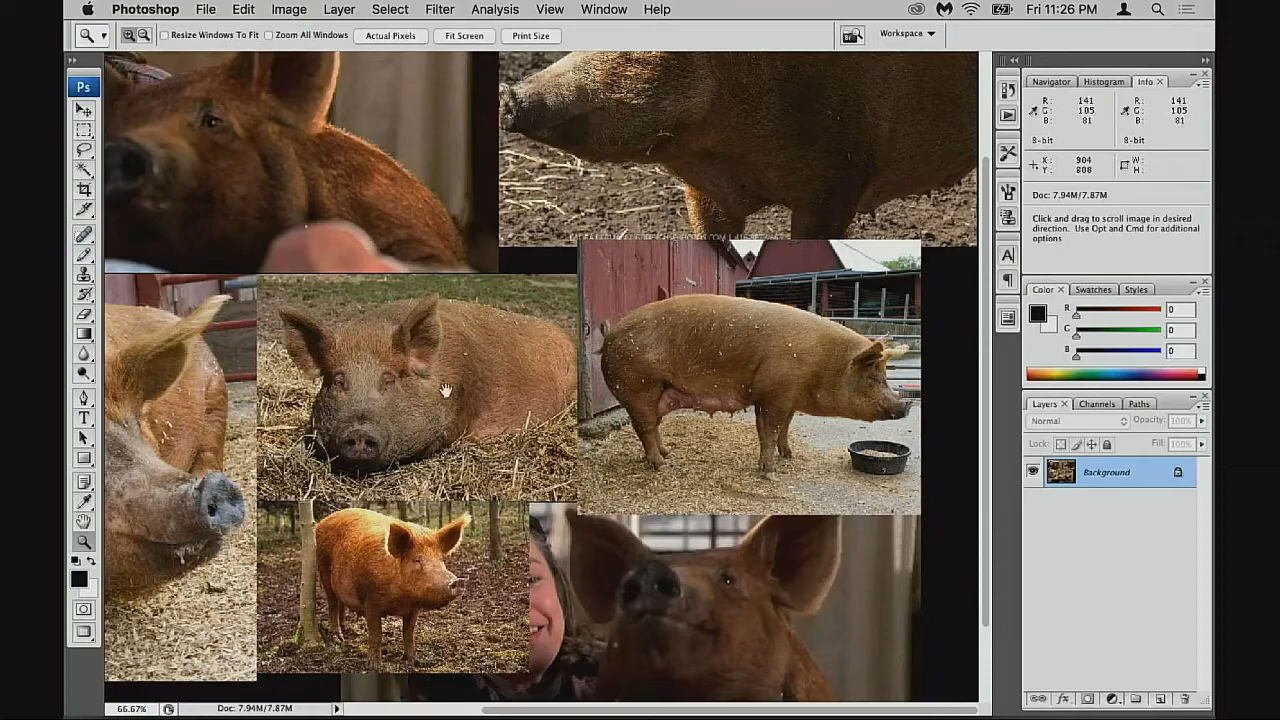 Photoshop File Edit Image Layer Select Filter Analysis View Window Help Fri 11:26 PM
Resize Windows To Fit Zoom All Windows Actual Pixels Fit Screen Print Size Workspace
Ps
Navigator Histogram Info
R: 141 R: 141
G: 105 G: 105
B: 81 B: 81
8-bit 8-bit
X: 904 W:
Y: 808 H:
Doc: 7.94M/7.87M
Click and drag to scroll image in desired
direction. Use Opt and Cmd for additional
options
Color Swatches Styles
R 0
G 0
B 0
Layers Channels Paths
Normal Opacity: 100%
Lock: Fill: 100%
Background
66.67% Doc: 7.94M/7.87M